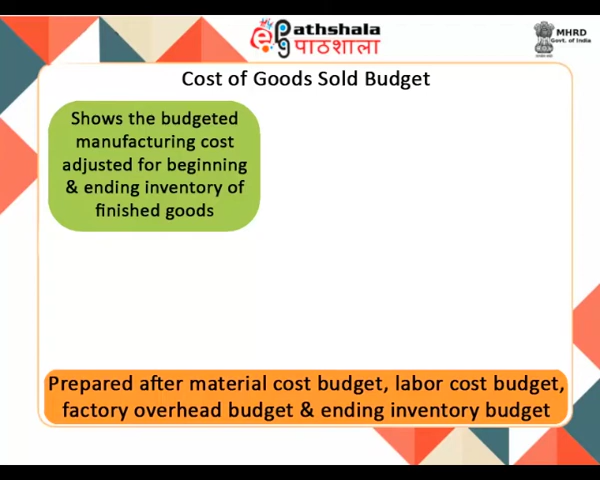 e Pg Pathshala
पाठशाला
MHRD
Govt. of India
Cost of Goods Sold Budget
Shows the budgeted
manufacturing cost
adjusted for beginning
& ending inventory of
finished goods
Prepared after material cost budget, labor cost budget,
factory overhead budget & ending inventory budget